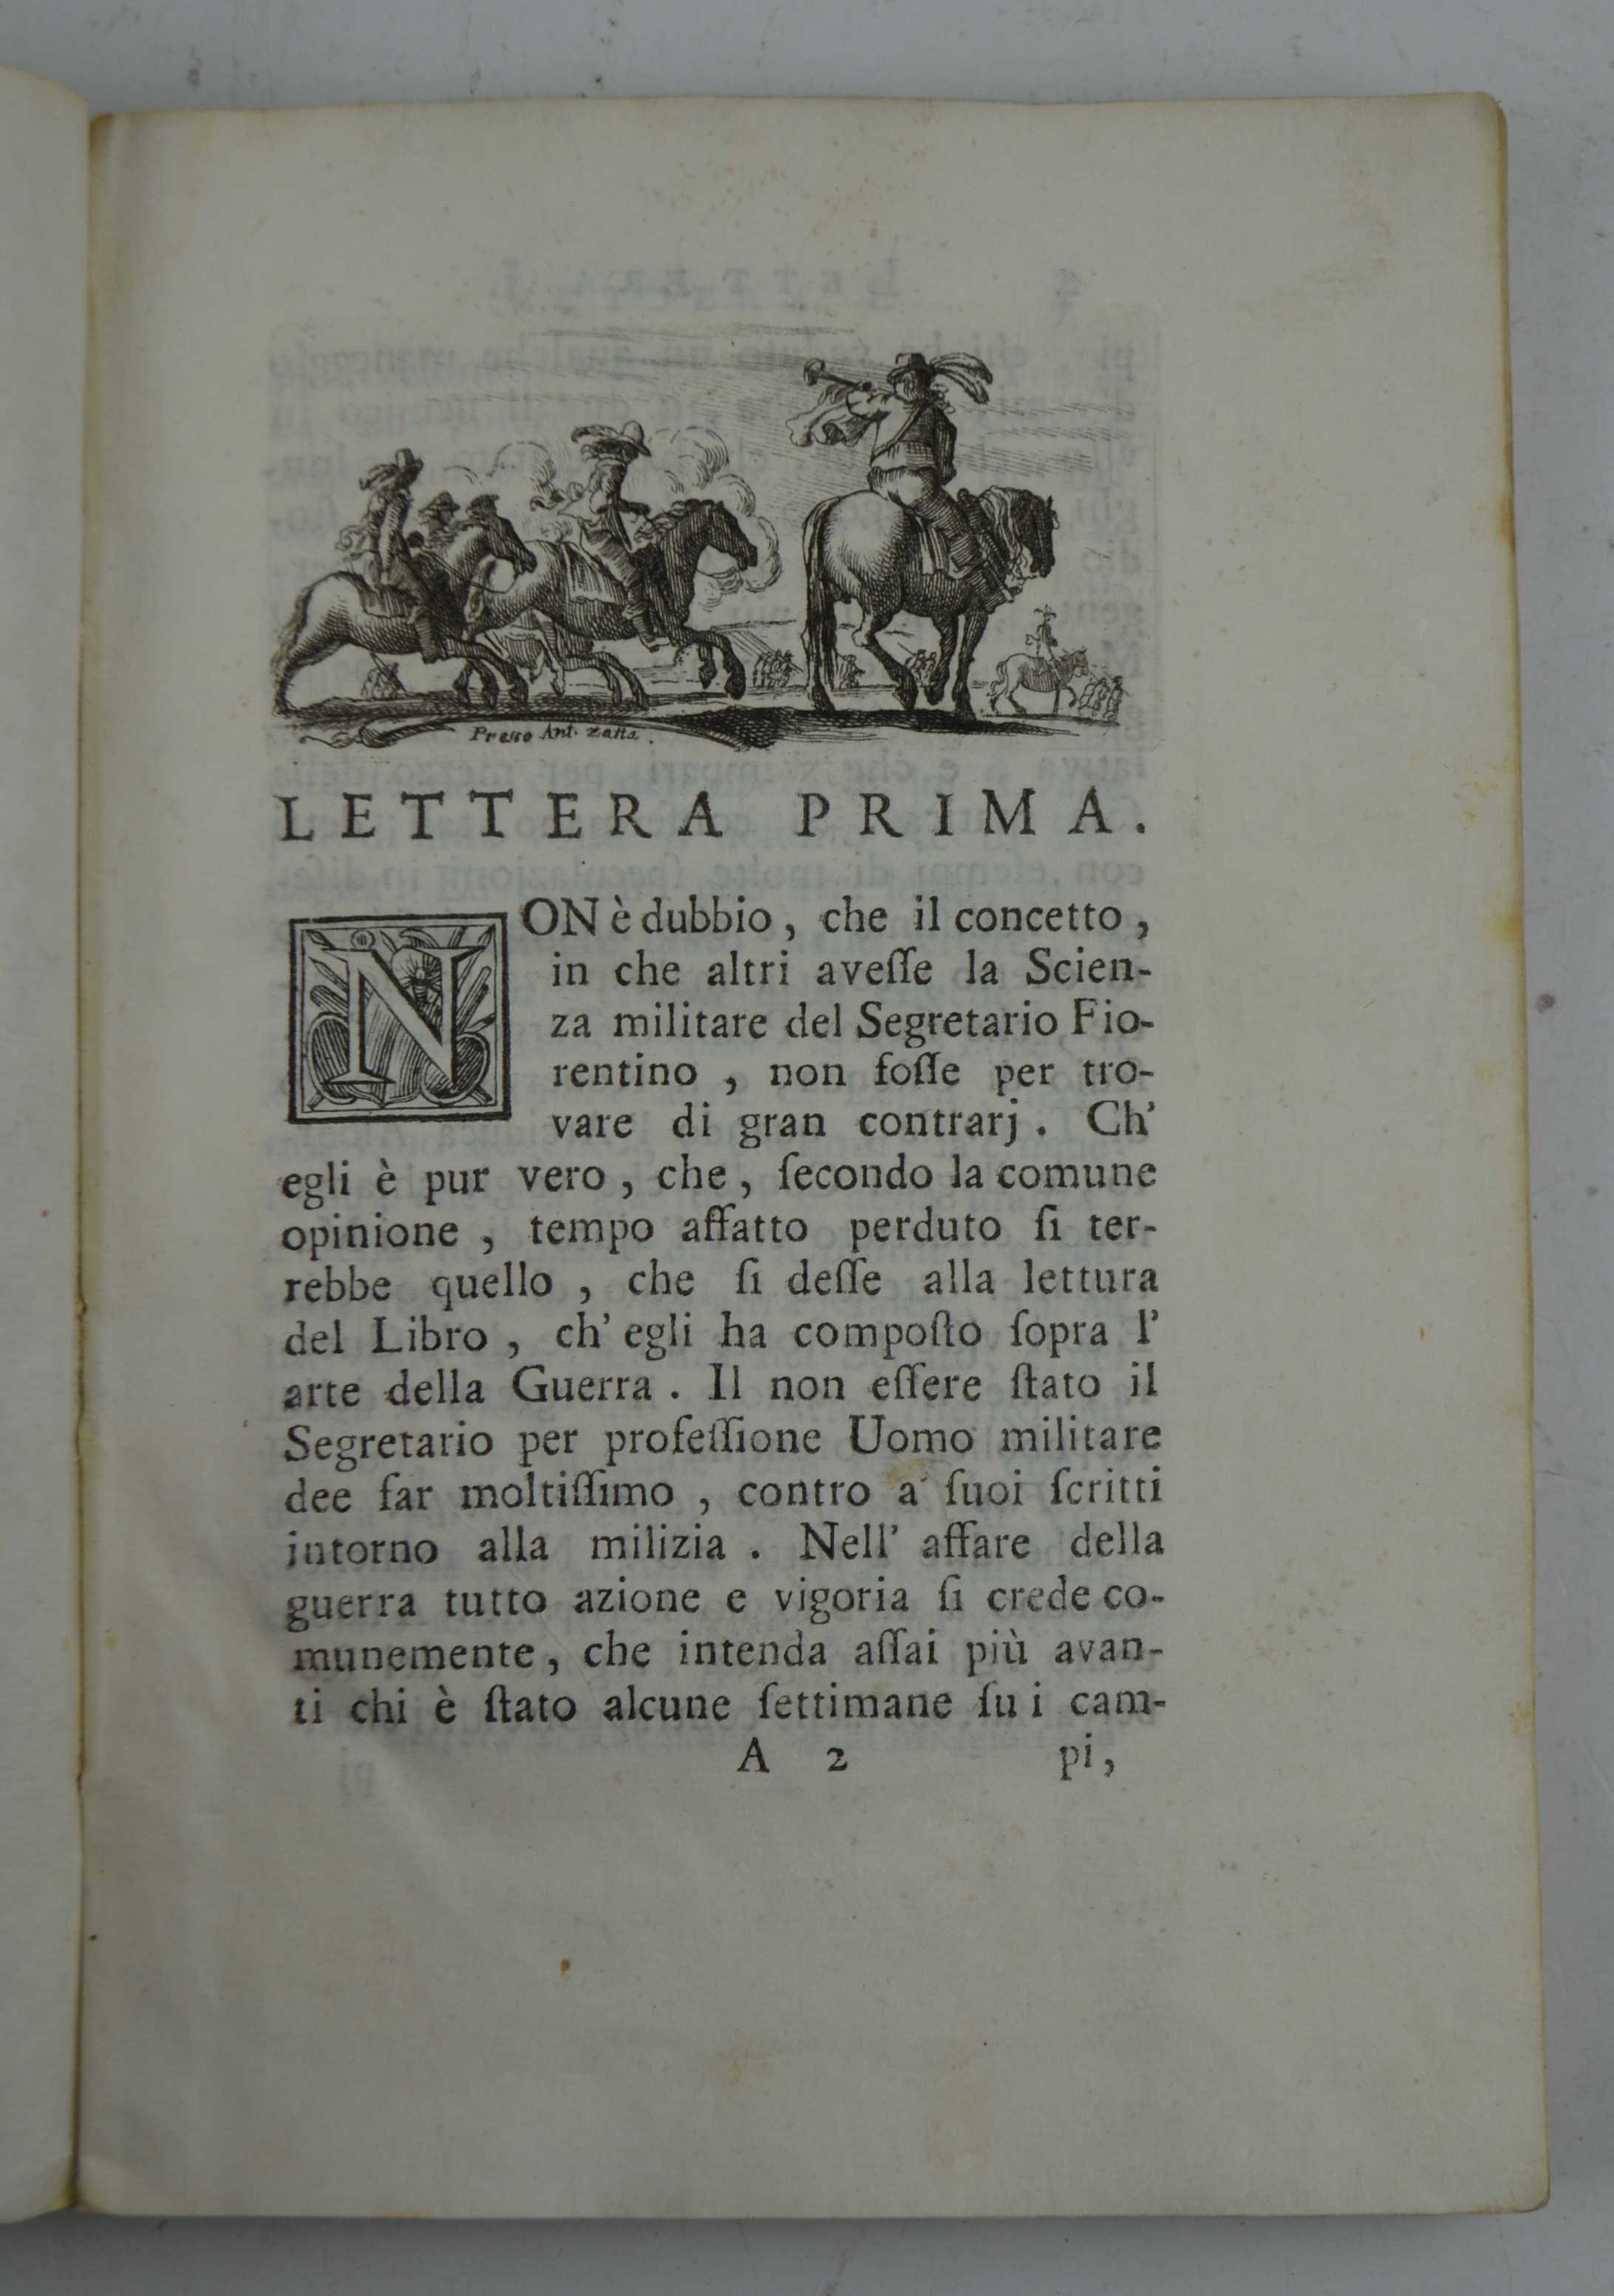 Presso Ant. Zatta.
LETTERA PRIMA.
NON è dubbio, che il concetto,
in che altri aveſſe la Scien-
za militare del Segretario Fio-
rentino, non foſſe per tro-
vare di gran contrarj. Ch'
egli è pur vero, che, ſecondo la comune
opinione, tempo affatto perduto ſi ter-
rebbe quello, che ſi deſſe alla lettura
del Libro, ch' egli ha compoſto ſopra l'
arte della Guerra. Il non eſſere ſtato il
Segretario per profeſſione Uomo militare
dee far moltiſſimo, contro a' ſuoi ſcritti
intorno alla milizia. Nell' affare della
guerra tutto azione e vigoria ſi crede co-
munemente, che intenda aſſai più avan-
ti chi è ſtato alcune ſettimane ſu i cam-
A 2 pi,